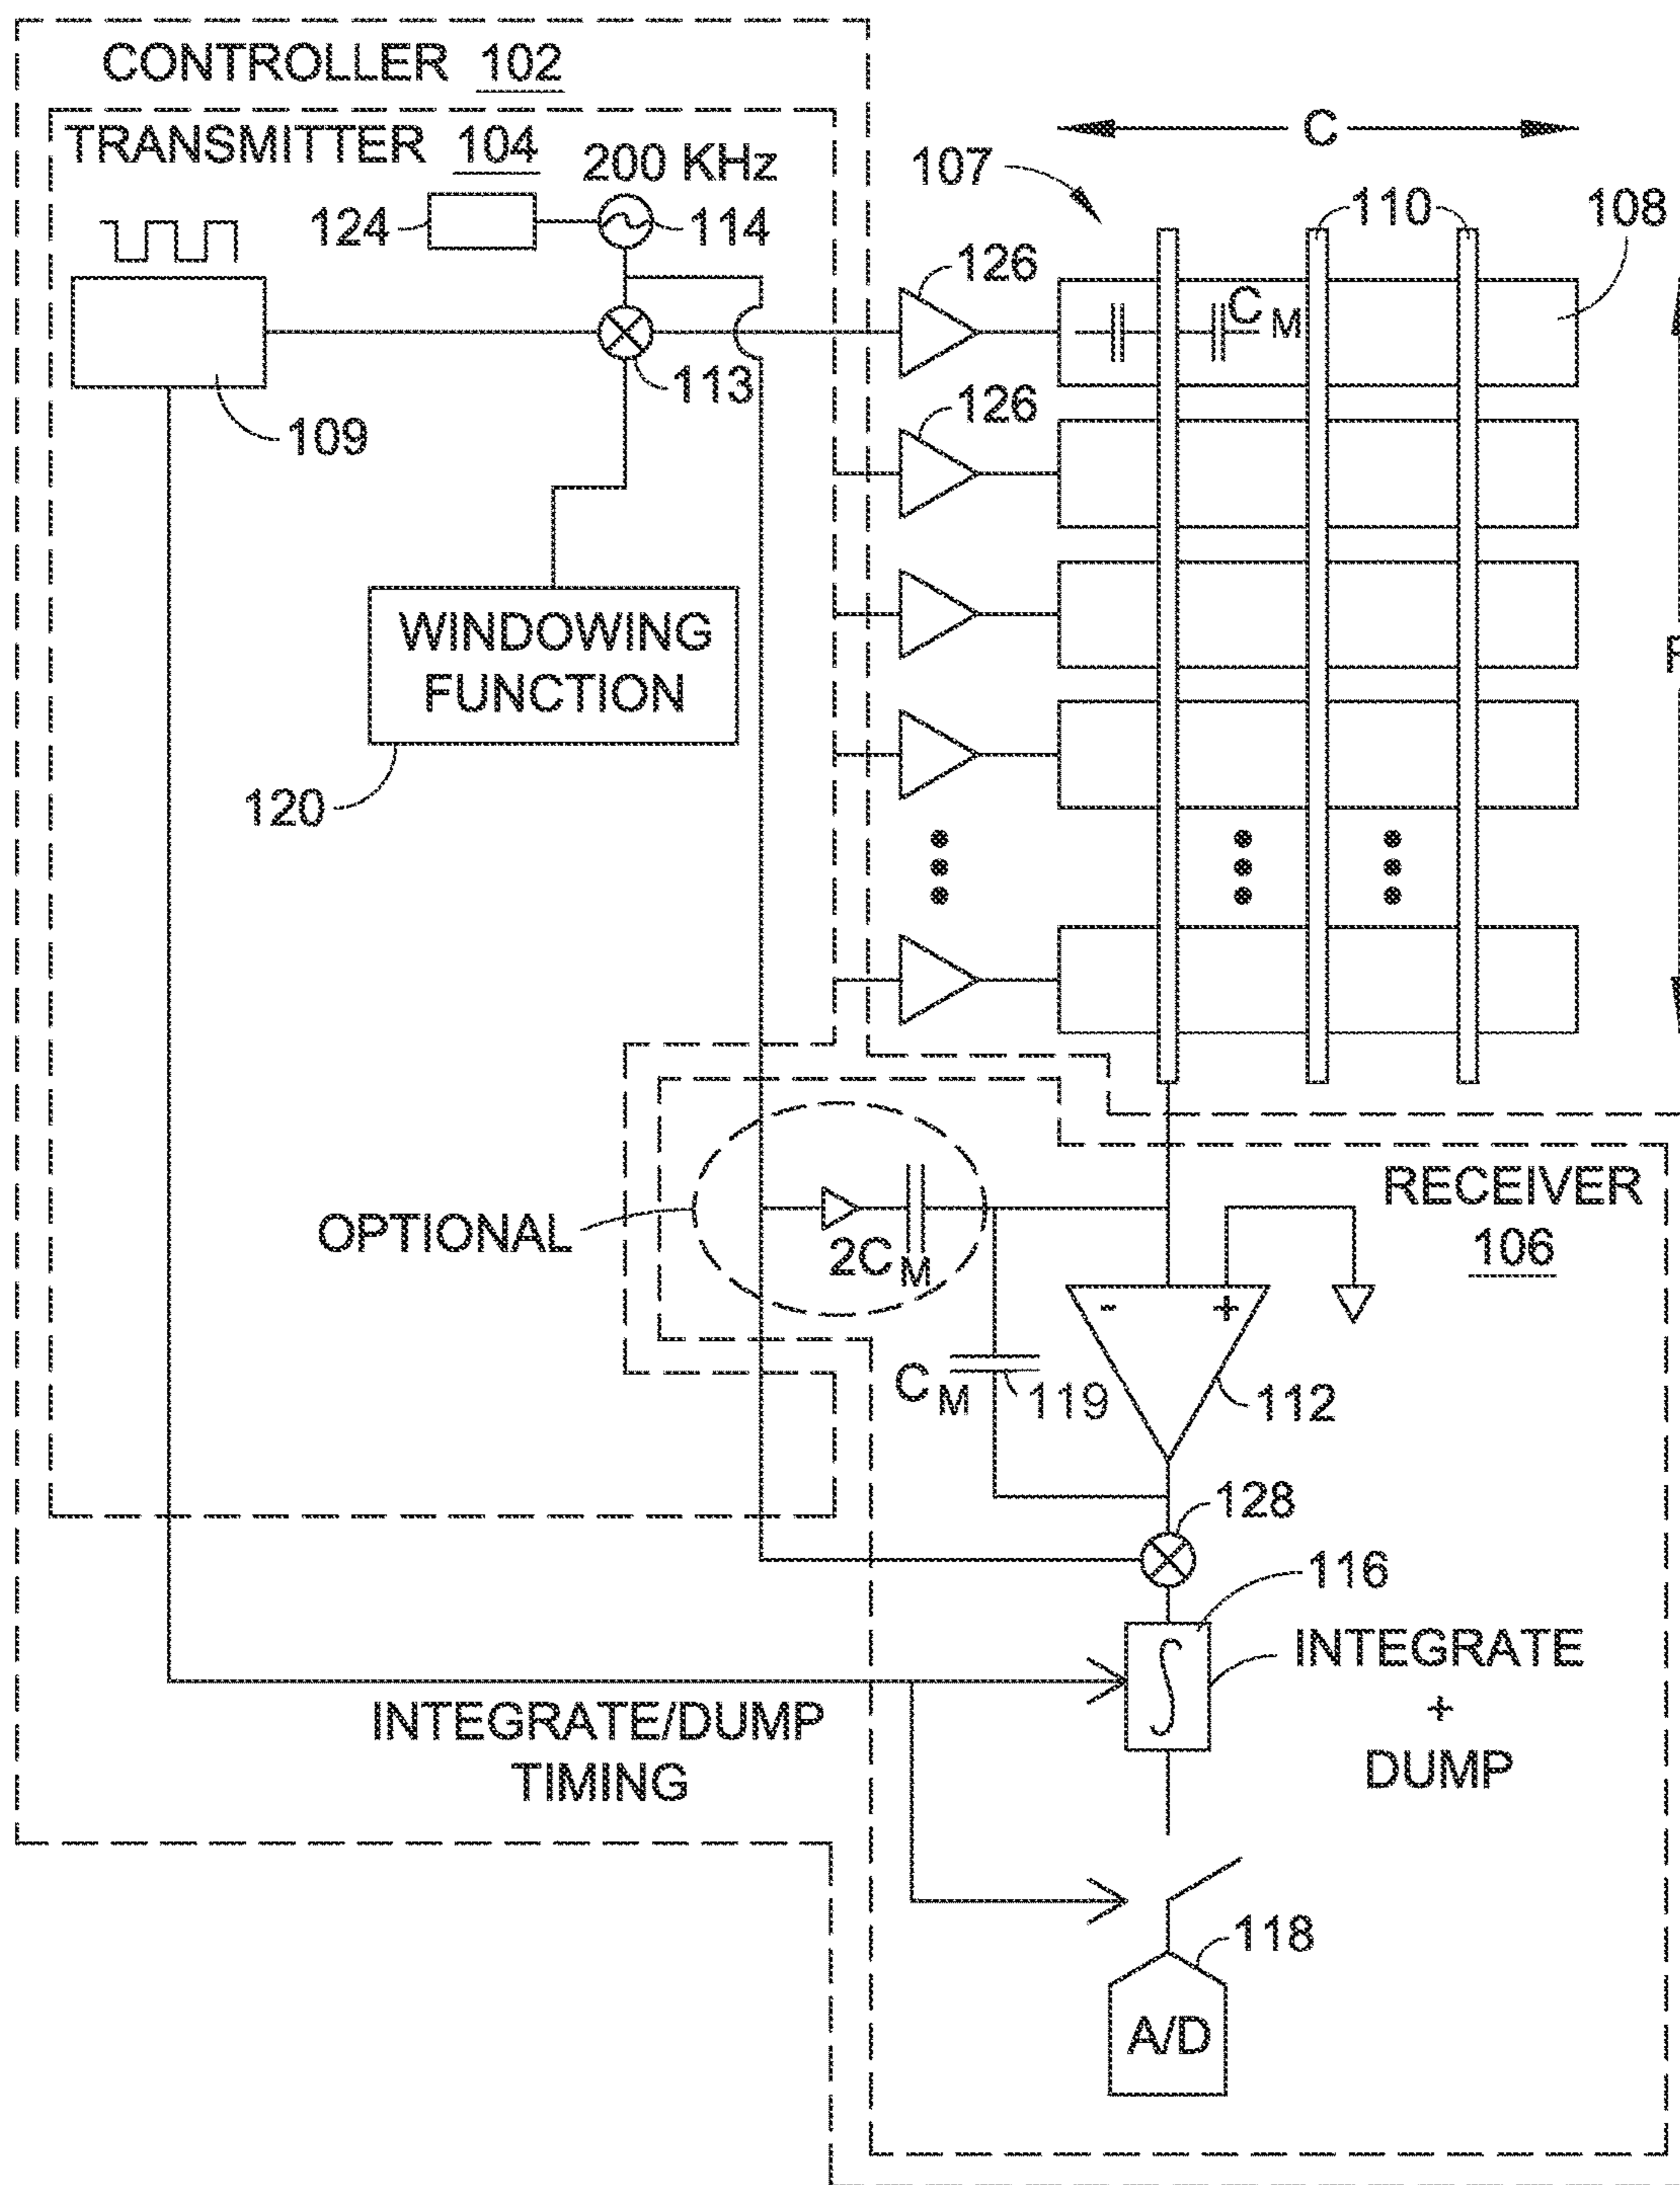 CONTROLLER 102
TRANSMITTER 104
200 KHz
124
114
109
113
WINDOWING
FUNCTION
120
107
C
110
108
126
C M
126
OPTIONAL
2C M
C M
119
RECEIVER
106
-
+
112
128
116
INTEGRATE
+
DUMP
INTEGRATE/DUMP
TIMING
118
A/D